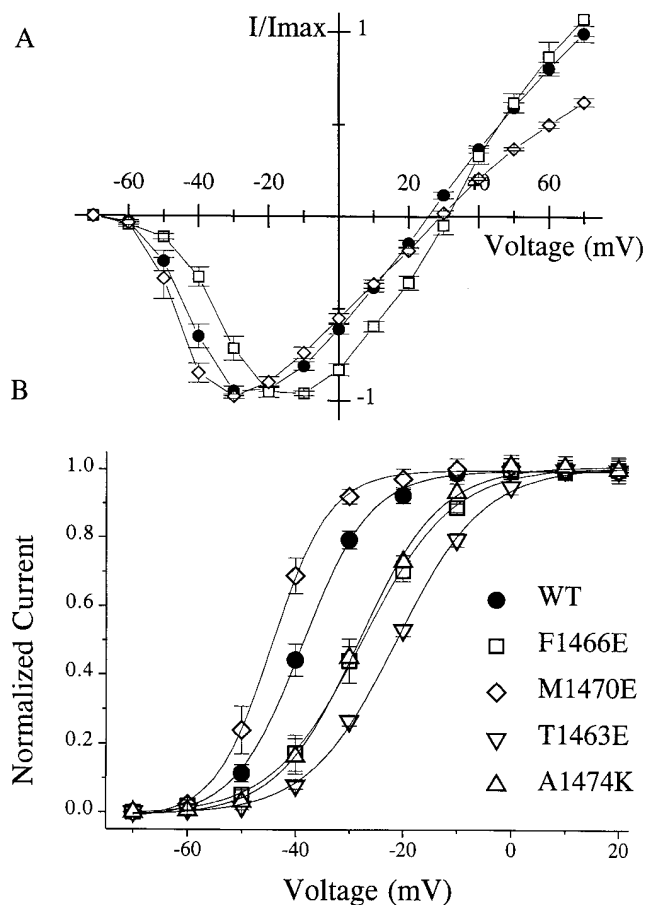 A
I/Imax
1
-60 -40 -20 20 40 60
Voltage (mV)
-1
B
1.0
0.8
0.6
0.4
0.2
0.0
Normalized Current
WT
F1466E
M1470E
T1463E
A1474K
-60 -40 -20 0 20
Voltage (mV)